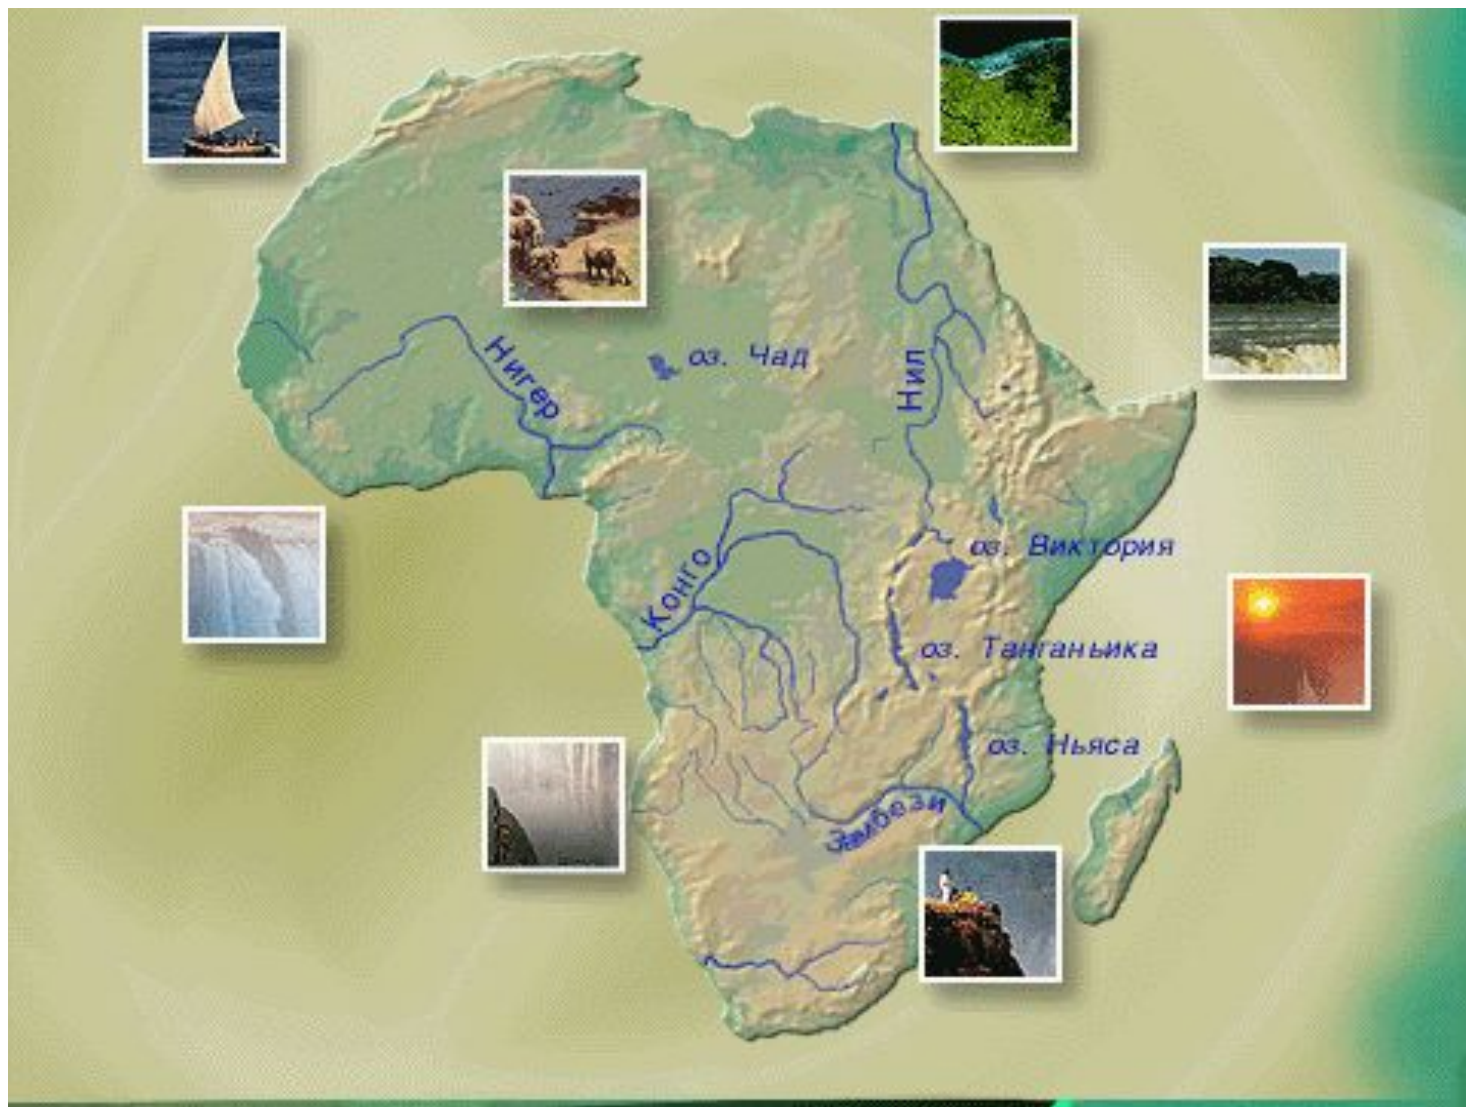 Нигер
оз. Чад
Нил
оз. Виктория
Конго
оз. Танганьика
оз. Ньяса
Замбези